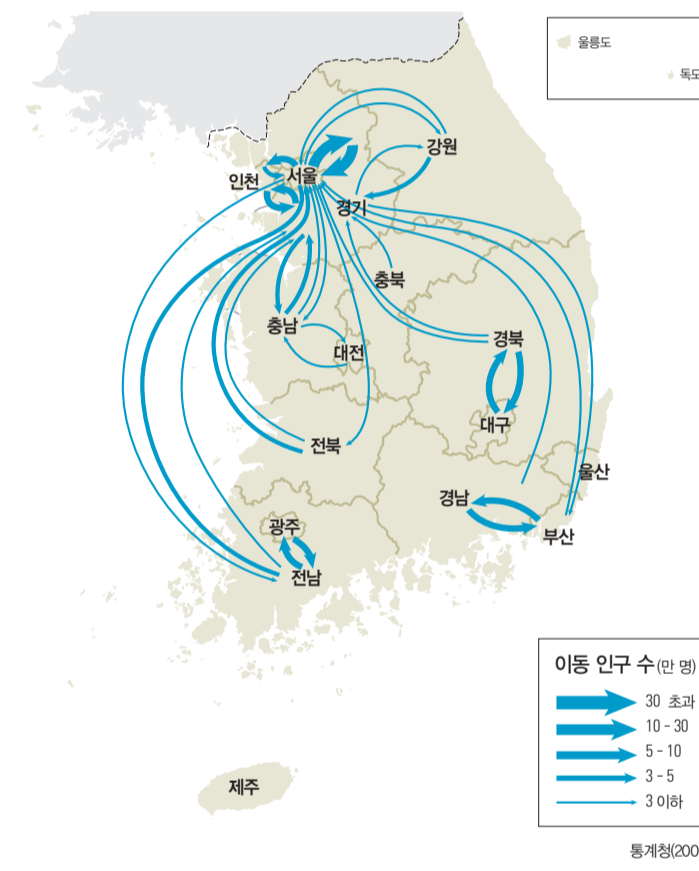 울릉도
독도
강원
인천
서울
경기
충북
충남
대전
경북
대구
전북
울산
경남
부산
광주
전남
제주
이동 인구 수 (만 명)
30 초과
10 - 30
5 - 10
3 - 5
3 이하
통계청(200